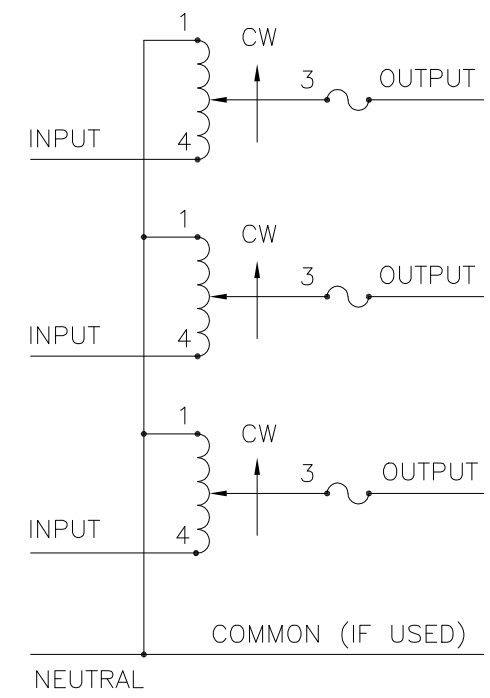 1
CW
3
OUTPUT
INPUT
4
1
CW
3
OUTPUT
INPUT
4
1
CW
3
OUTPUT
INPUT
4
COMMON (IF USED)
NEUTRAL